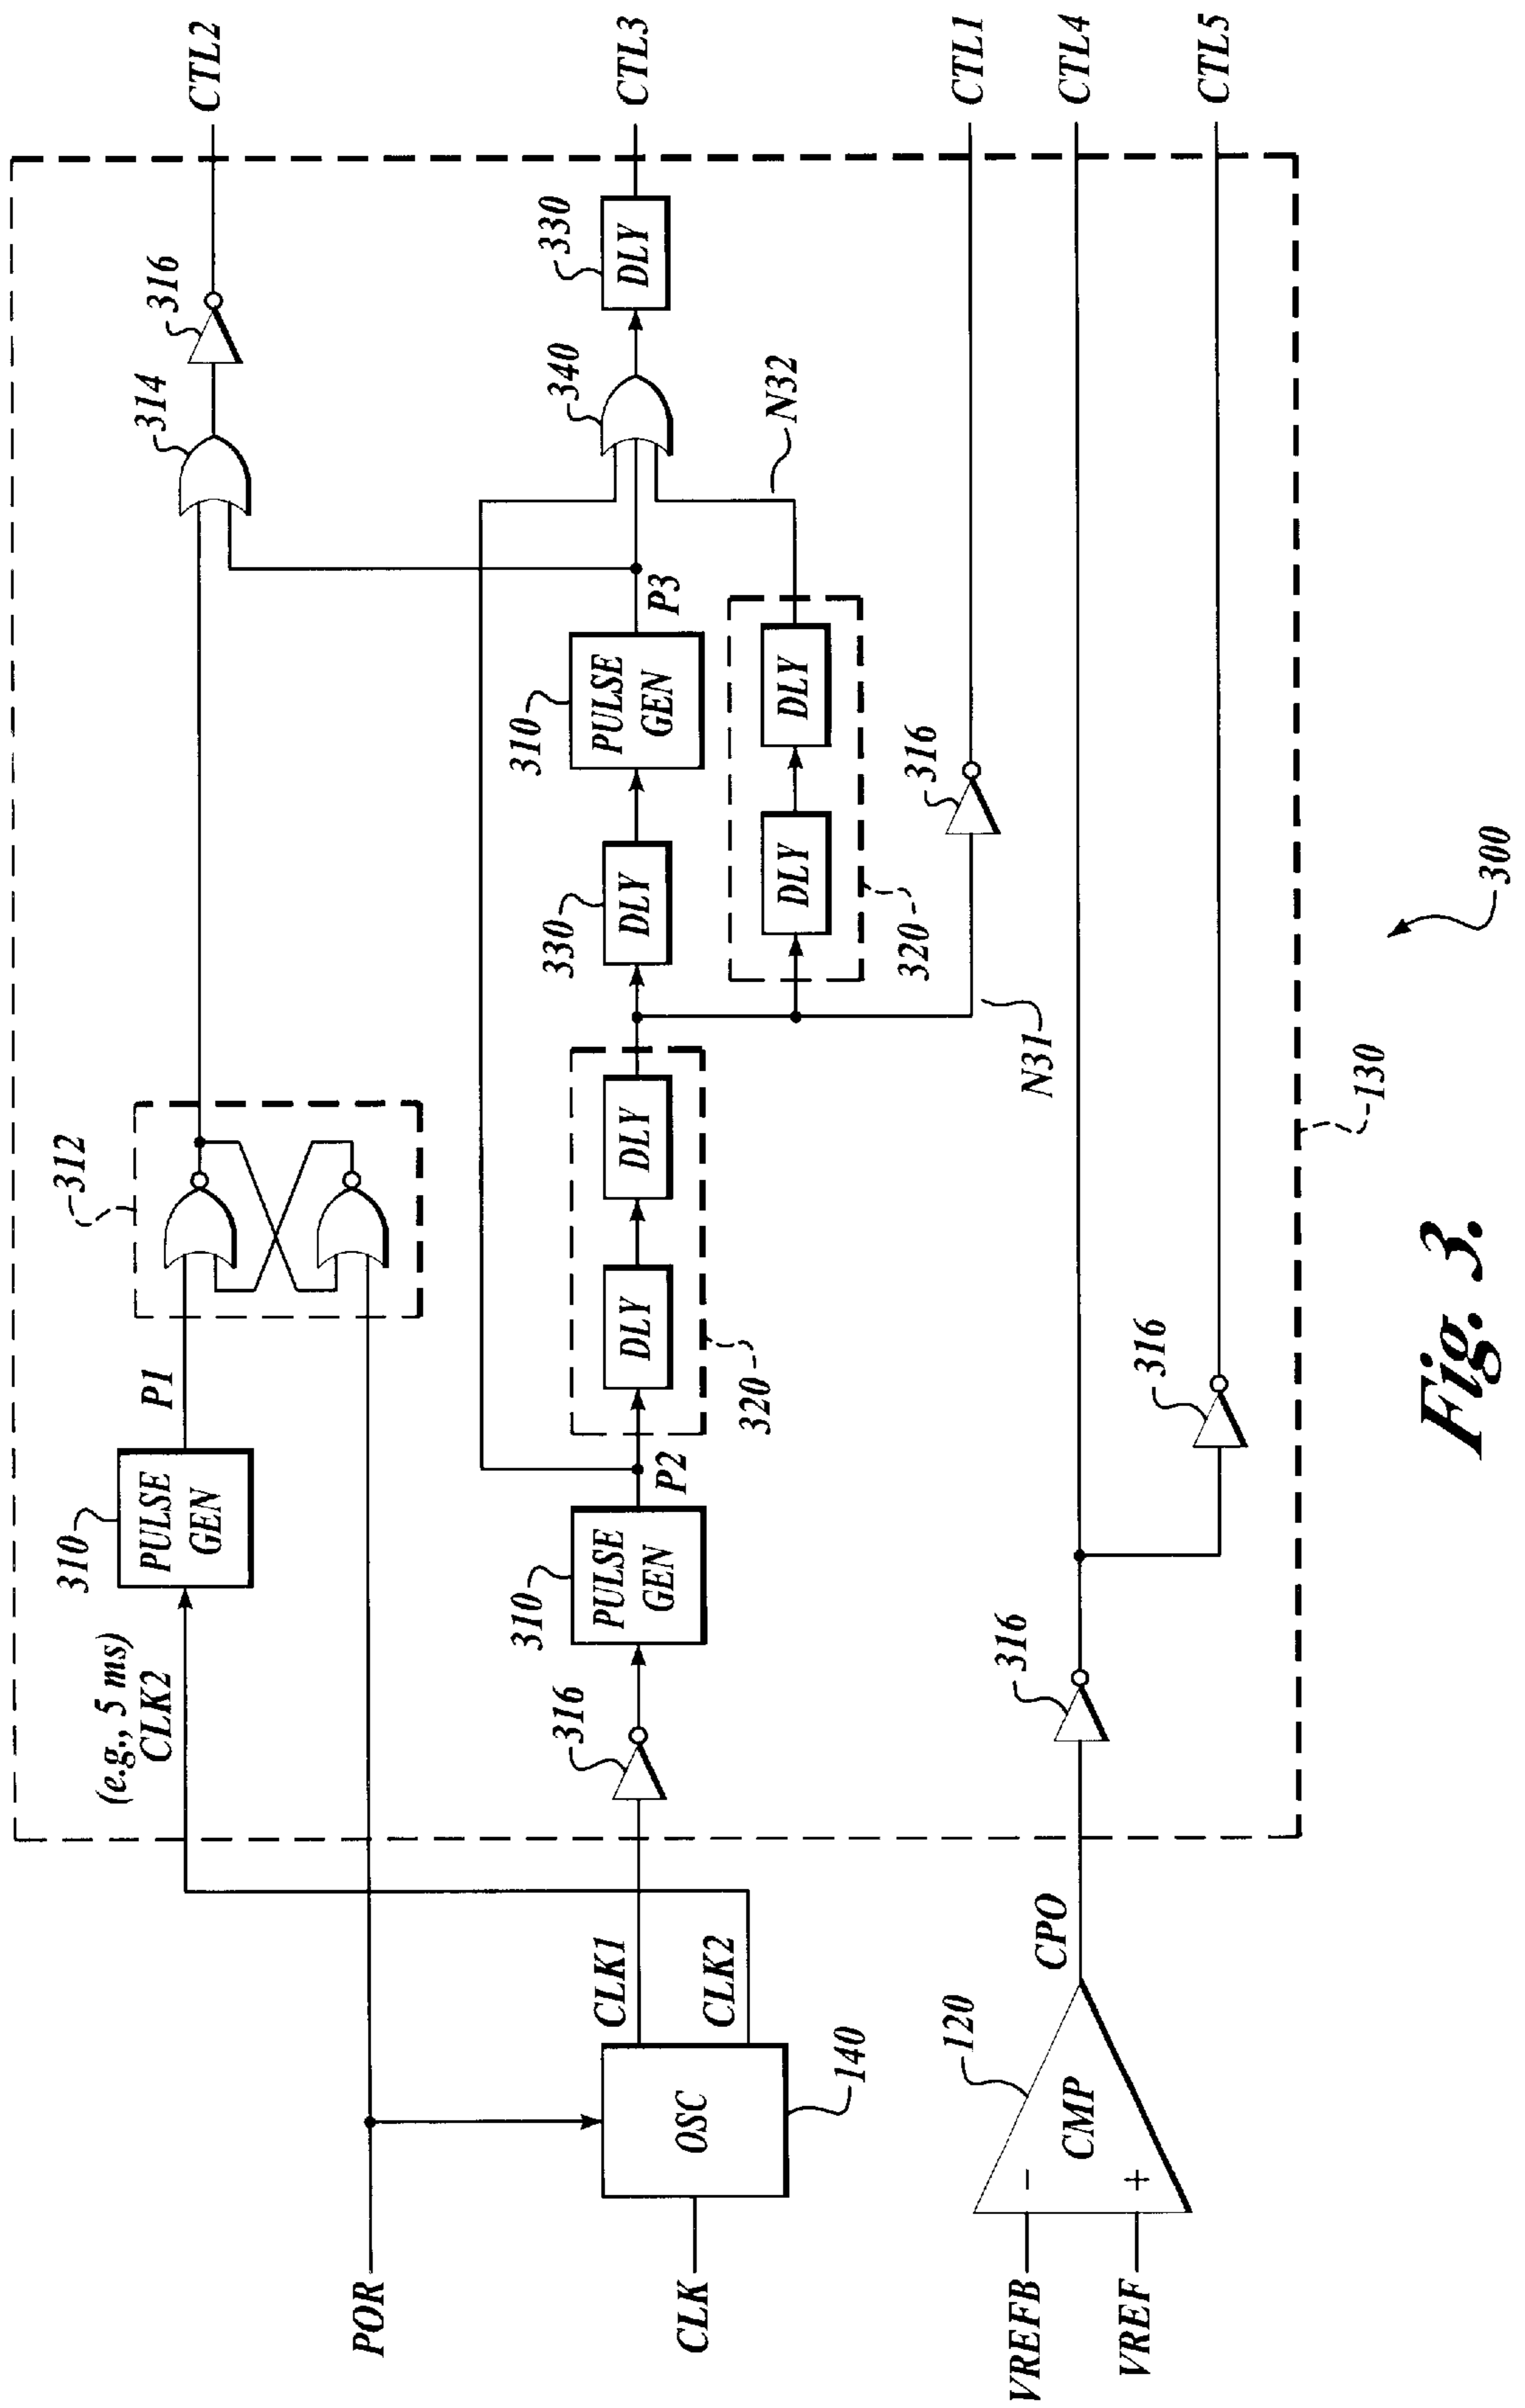 POR
CLK
VREFB
VREF
OSC
140
CLK1
CLK2
CMP
-
+
120
CPO
(e.g., 5 ms)
CLK2
310
PULSE
GEN
P1
312
314
316
CTL2
316
310
PULSE
GEN
P2
320
DLY
DLY
330
DLY
310
PULSE
GEN
P3
340
330
DLY
CTL3
320
DLY
DLY
N32
N31
316
CTL1
316
CTL4
316
CTL5
130
300
Fig. 3.